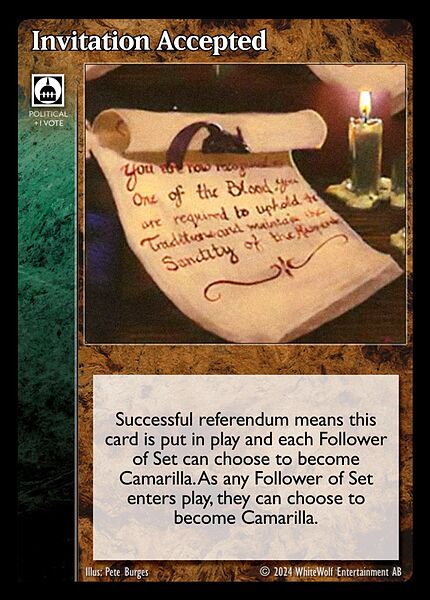 Invitation Accepted
POLITICAL
+1 VOTE
You are now recognized as
One of the Blood. You
are required to uphold the
Traditions and maintain the
Sanctity of the
Successful referendum means this
card is put in play and each Follower
of Set can choose to become
Camarilla. As any Follower of Set
enters play, they can choose to
become Camarilla.
Illus: Pete Burges
© 2024 WhiteWolf Entertainment AB